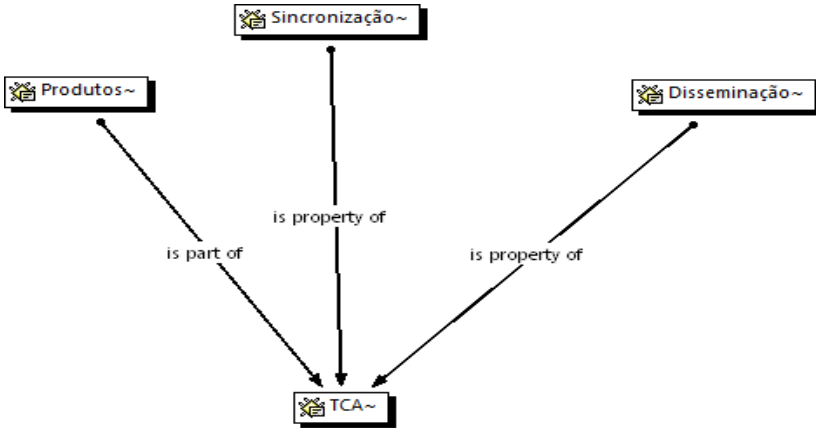 Sincronização~
Produtos~
Disseminação~
is property of
is part of
is property of
TCA~